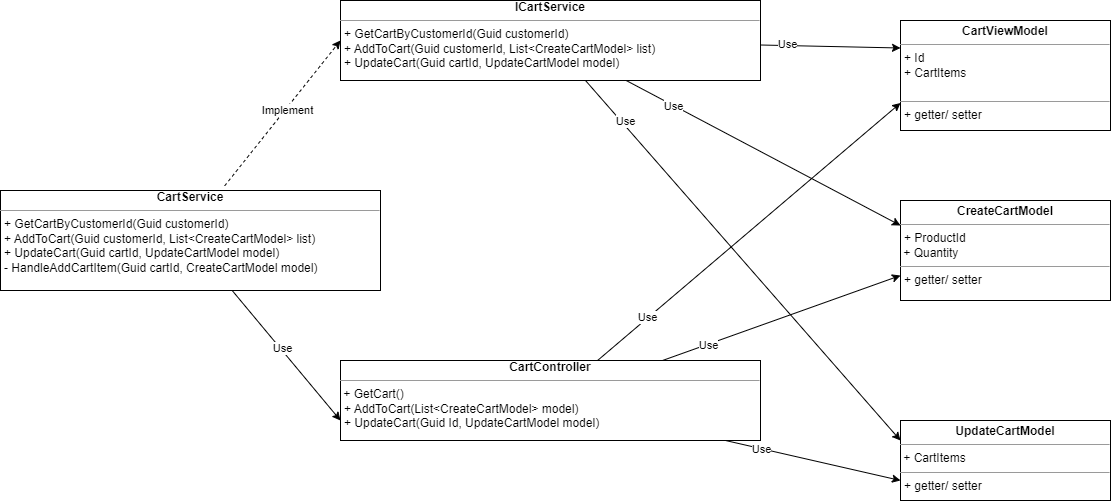 ICartService
+ GetCartByCustomerId(Guid customerId)
+ AddToCart(Guid customerId, List<CreateCartModel> list)
+ UpdateCart(Guid cartId, UpdateCartModel model)
Use
Use
Use
Implement
CartViewModel
+ Id
+ CartItems
+ getter/ setter
CartService
+ GetCartByCustomerId(Guid customerId)
+ AddToCart(Guid customerId, List<CreateCartModel> list)
+ UpdateCart(Guid cartId, UpdateCartModel model)
- HandleAddCartItem(Guid cartId, CreateCartModel model)
CreateCartModel
+ ProductId
+ Quantity
+ getter/ setter
Use
Use
Use
CartController
+ GetCart()
+ AddToCart(List<CreateCartModel> model)
+ UpdateCart(Guid Id, UpdateCartModel model)
Use
UpdateCartModel
+ CartItems
+ getter/ setter